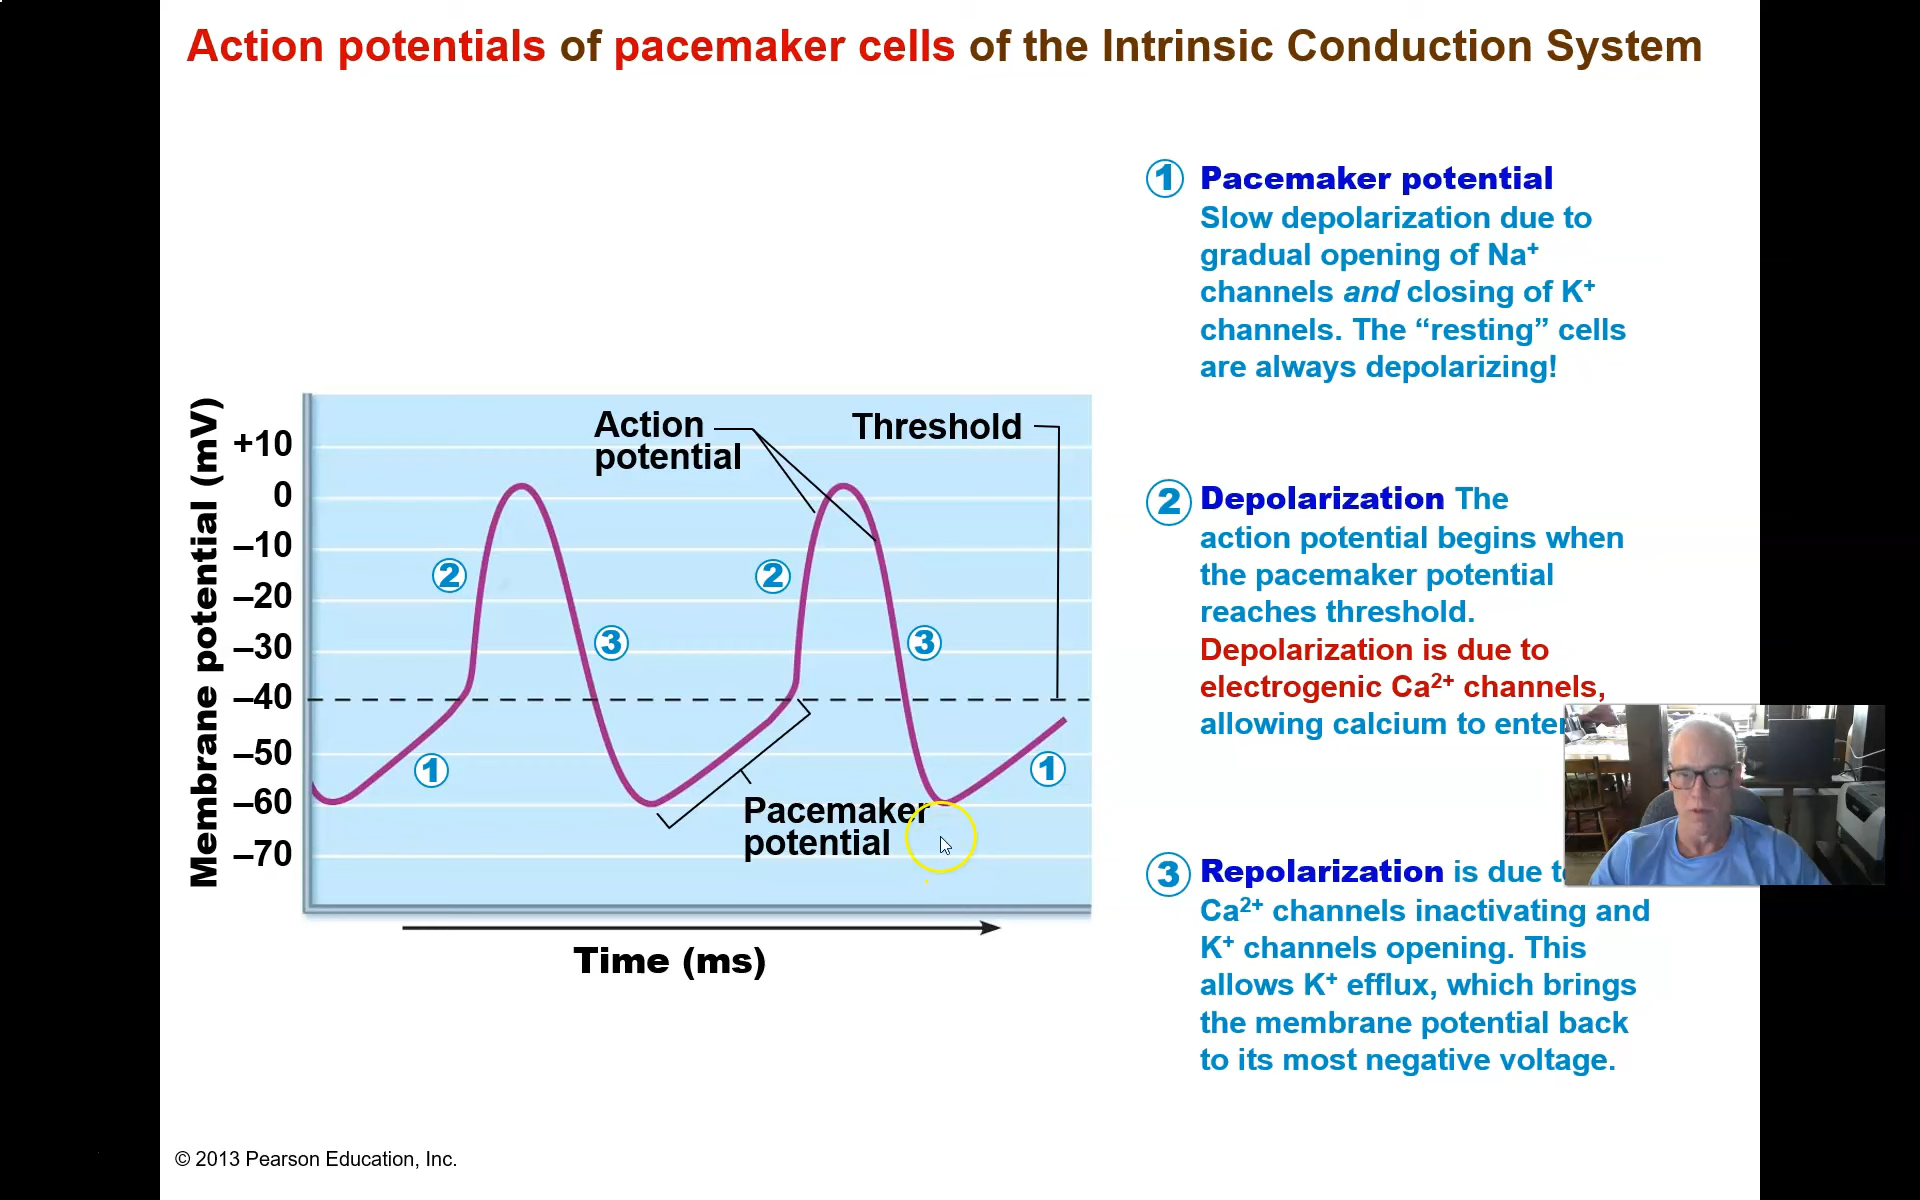 Action potentials of pacemaker cells of the Intrinsic Conduction System
① Pacemaker potential
Slow depolarization due to
gradual opening of Na⁺
channels and closing of K⁺
channels. The “resting” cells
are always depolarizing!
② Depolarization The
action potential begins when
the pacemaker potential
reaches threshold.
Depolarization is due to
electrogenic Ca²⁺ channels,
allowing calcium to enter
③ Repolarization is due to
Ca²⁺ channels inactivating and
K⁺ channels opening. This
allows K⁺ efflux, which brings
the membrane potential back
to its most negative voltage.
Membrane potential (mV)
+10
0
–10
–20
–30
–40
–50
–60
–70
Action
potential
Threshold
②
②
③
③
①
①
Pacemaker
potential
Time (ms)
© 2013 Pearson Education, Inc.